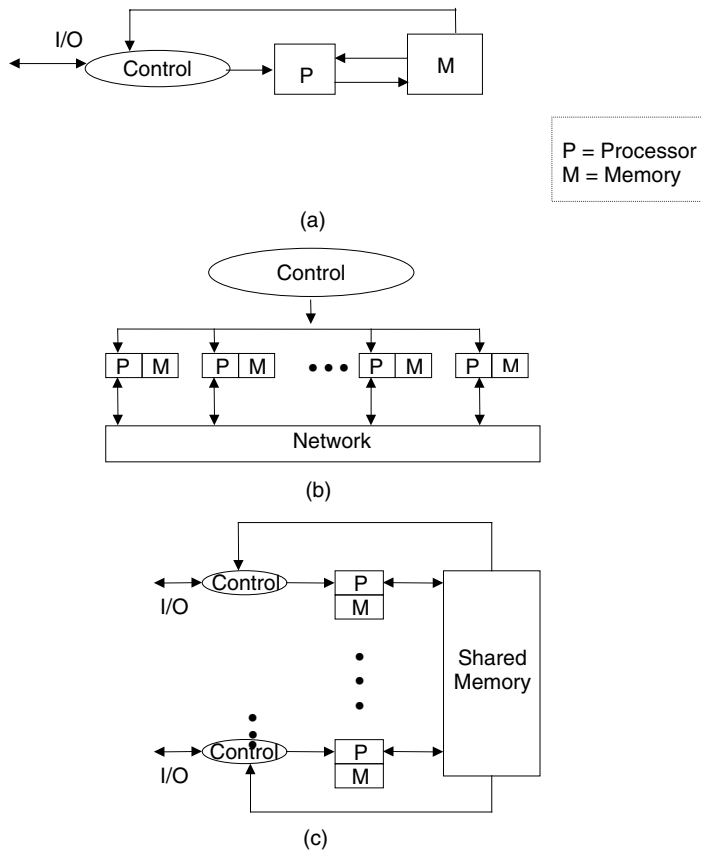 I/O
Control
P
M
P = Processor
M = Memory
(a)
Control
P M P M P M P M
Network
(b)
Control
P
I/O
M
Shared
Memory
Control
P
I/O
M
(c)